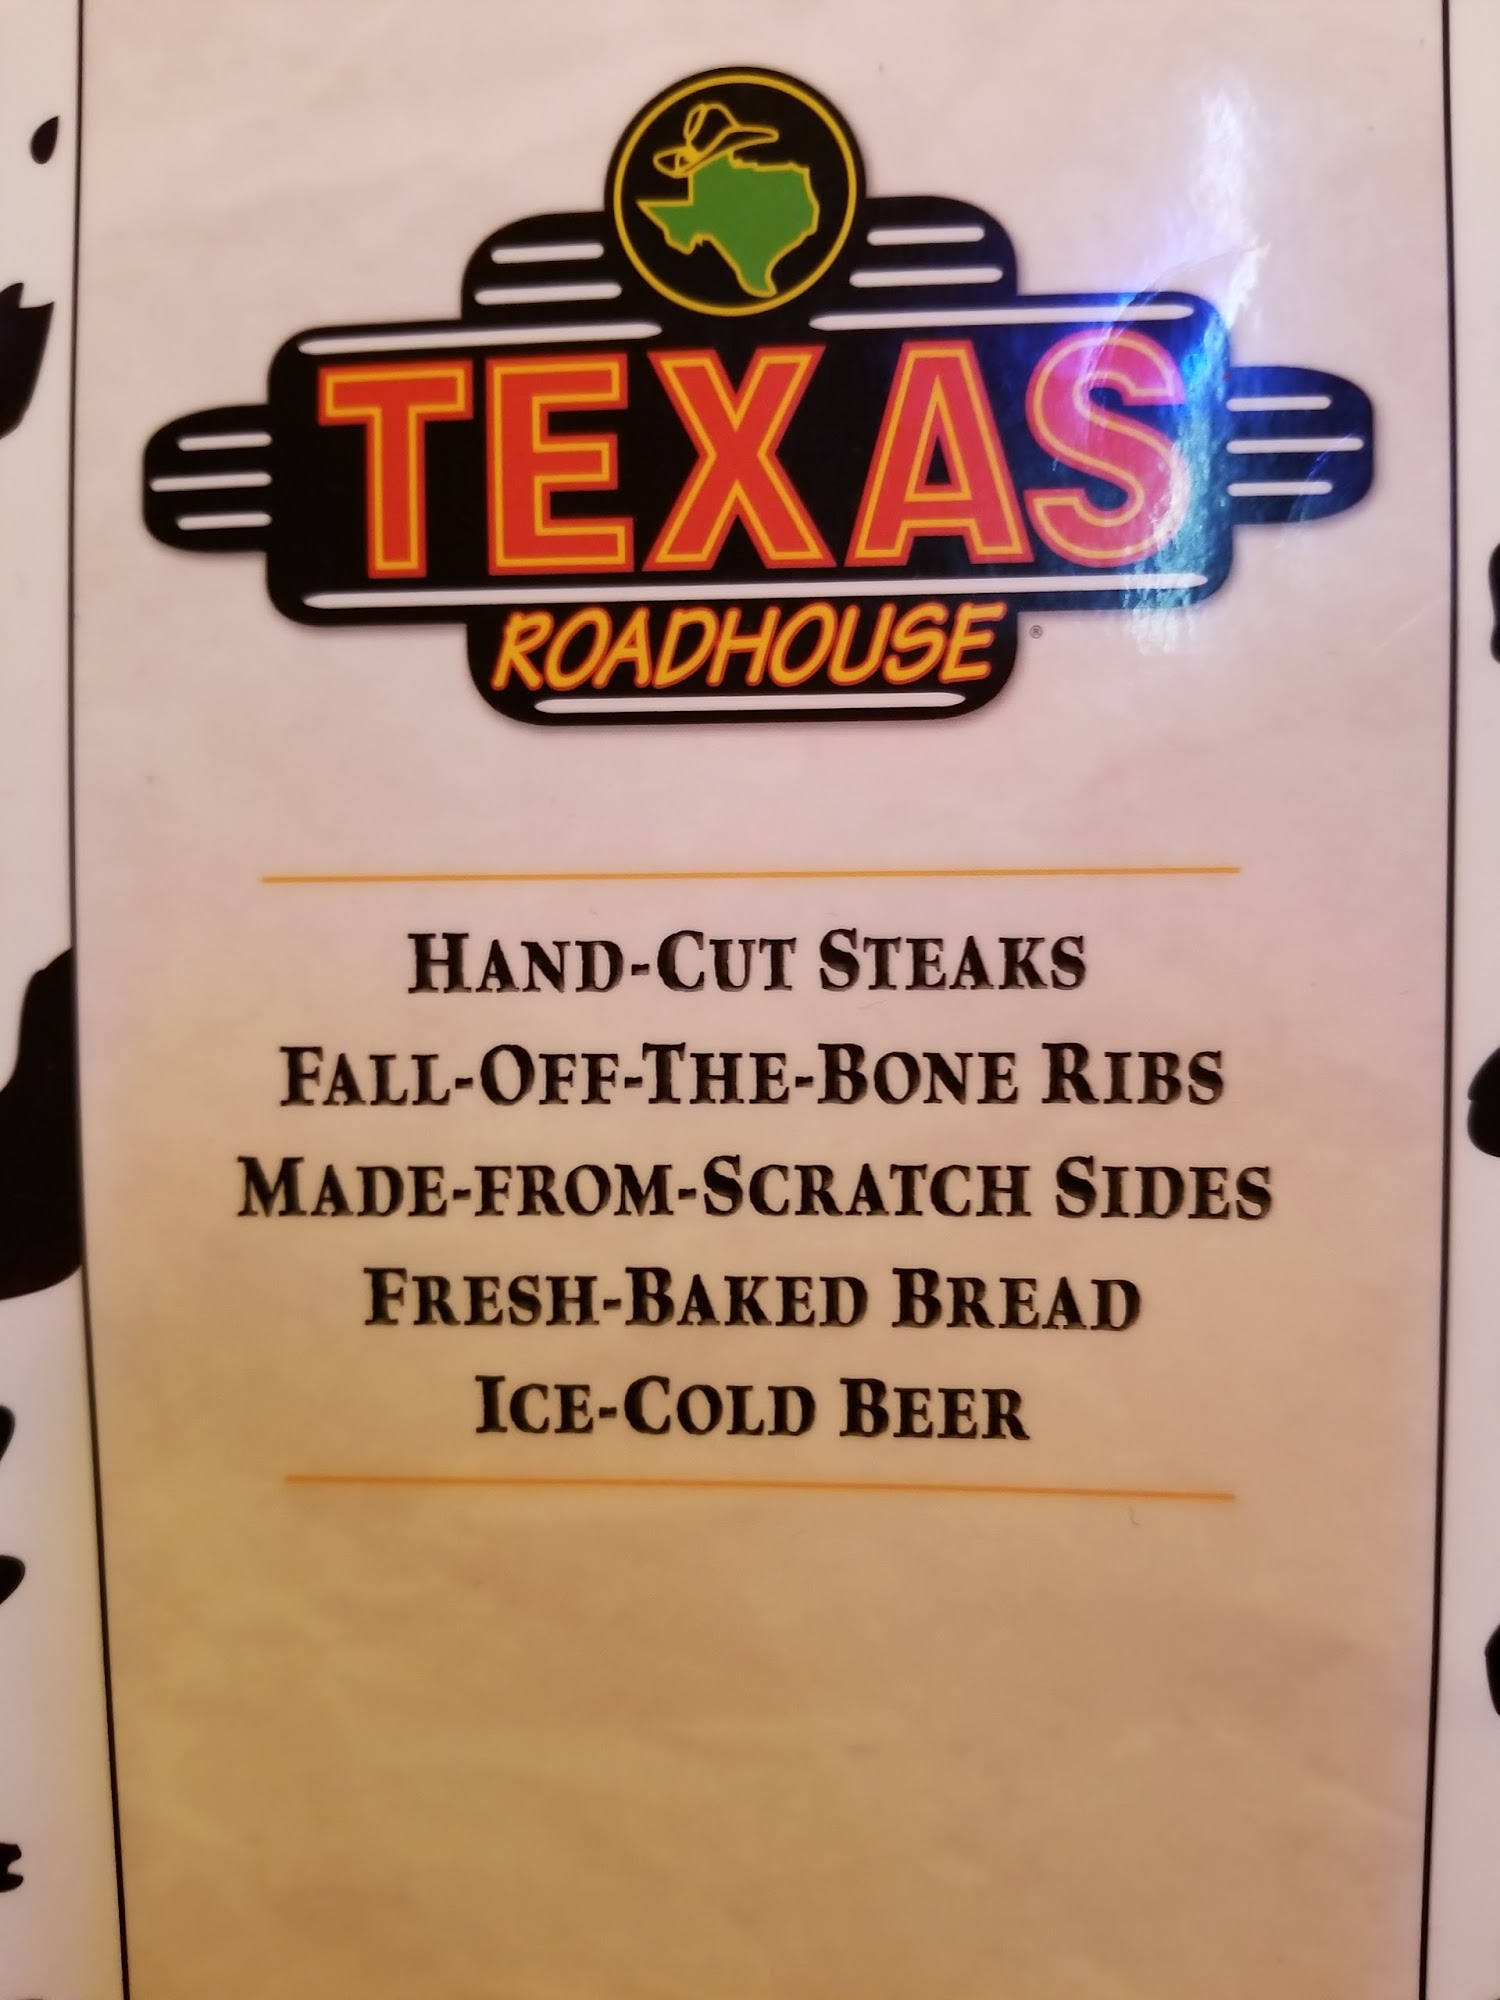 TEXAS
ROADHOUSE ®
HAND-CUT STEAKS
FALL-OFF-THE-BONE RIBS
MADE-FROM-SCRATCH SIDES
FRESH-BAKED BREAD
ICE-COLD BEER